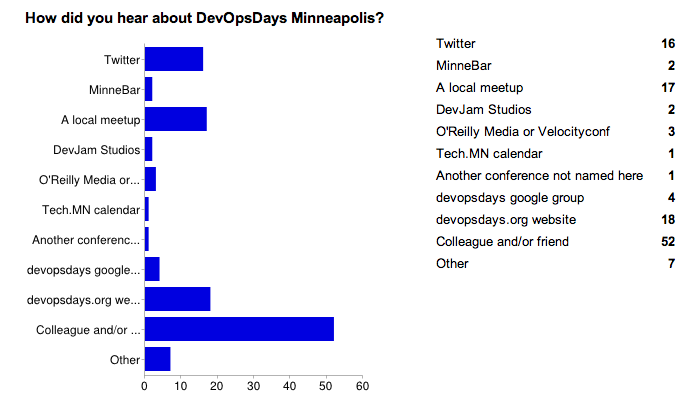 How did you hear about DevOpsDays Minneapolis?
Twitter
MinneBar
A local meetup
DevJam Studios
O'Reilly Media or...
Tech.MN calendar
Another conferenc...
devopsdays google...
devopsdays.org we...
Colleague and/or ...
Other
0 10 20 30 40 50 60
Twitter 16
MinneBar 2
A local meetup 17
DevJam Studios 2
O'Reilly Media or Velocityconf 3
Tech.MN calendar 1
Another conference not named here 1
devopsdays google group 4
devopsdays.org website 18
Colleague and/or friend 52
Other 7